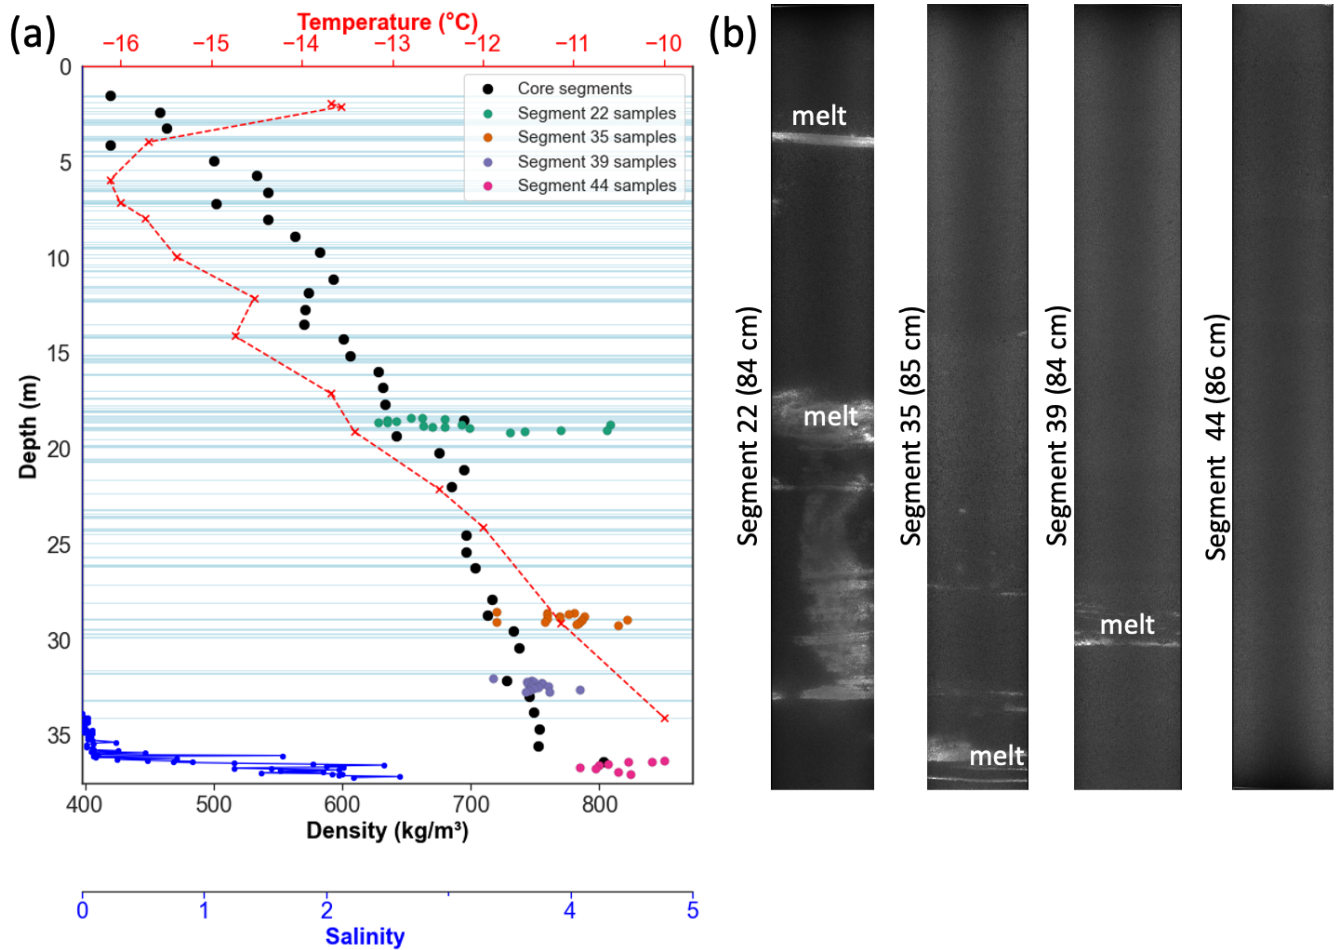 (a)
Temperature (°C)
−16 −15 −14 −13 −12 −11 −10
Core segments
Segment 22 samples
Segment 35 samples
Segment 39 samples
Segment 44 samples
Depth (m)
0
5
10
15
20
25
30
35
400 500 600 700 800
Density (kg/m³)
0 1 2 4 5
Salinity
(b)
Segment 22 (84 cm)
melt
melt
Segment 35 (85 cm)
melt
Segment 39 (84 cm)
melt
Segment 44 (86 cm)